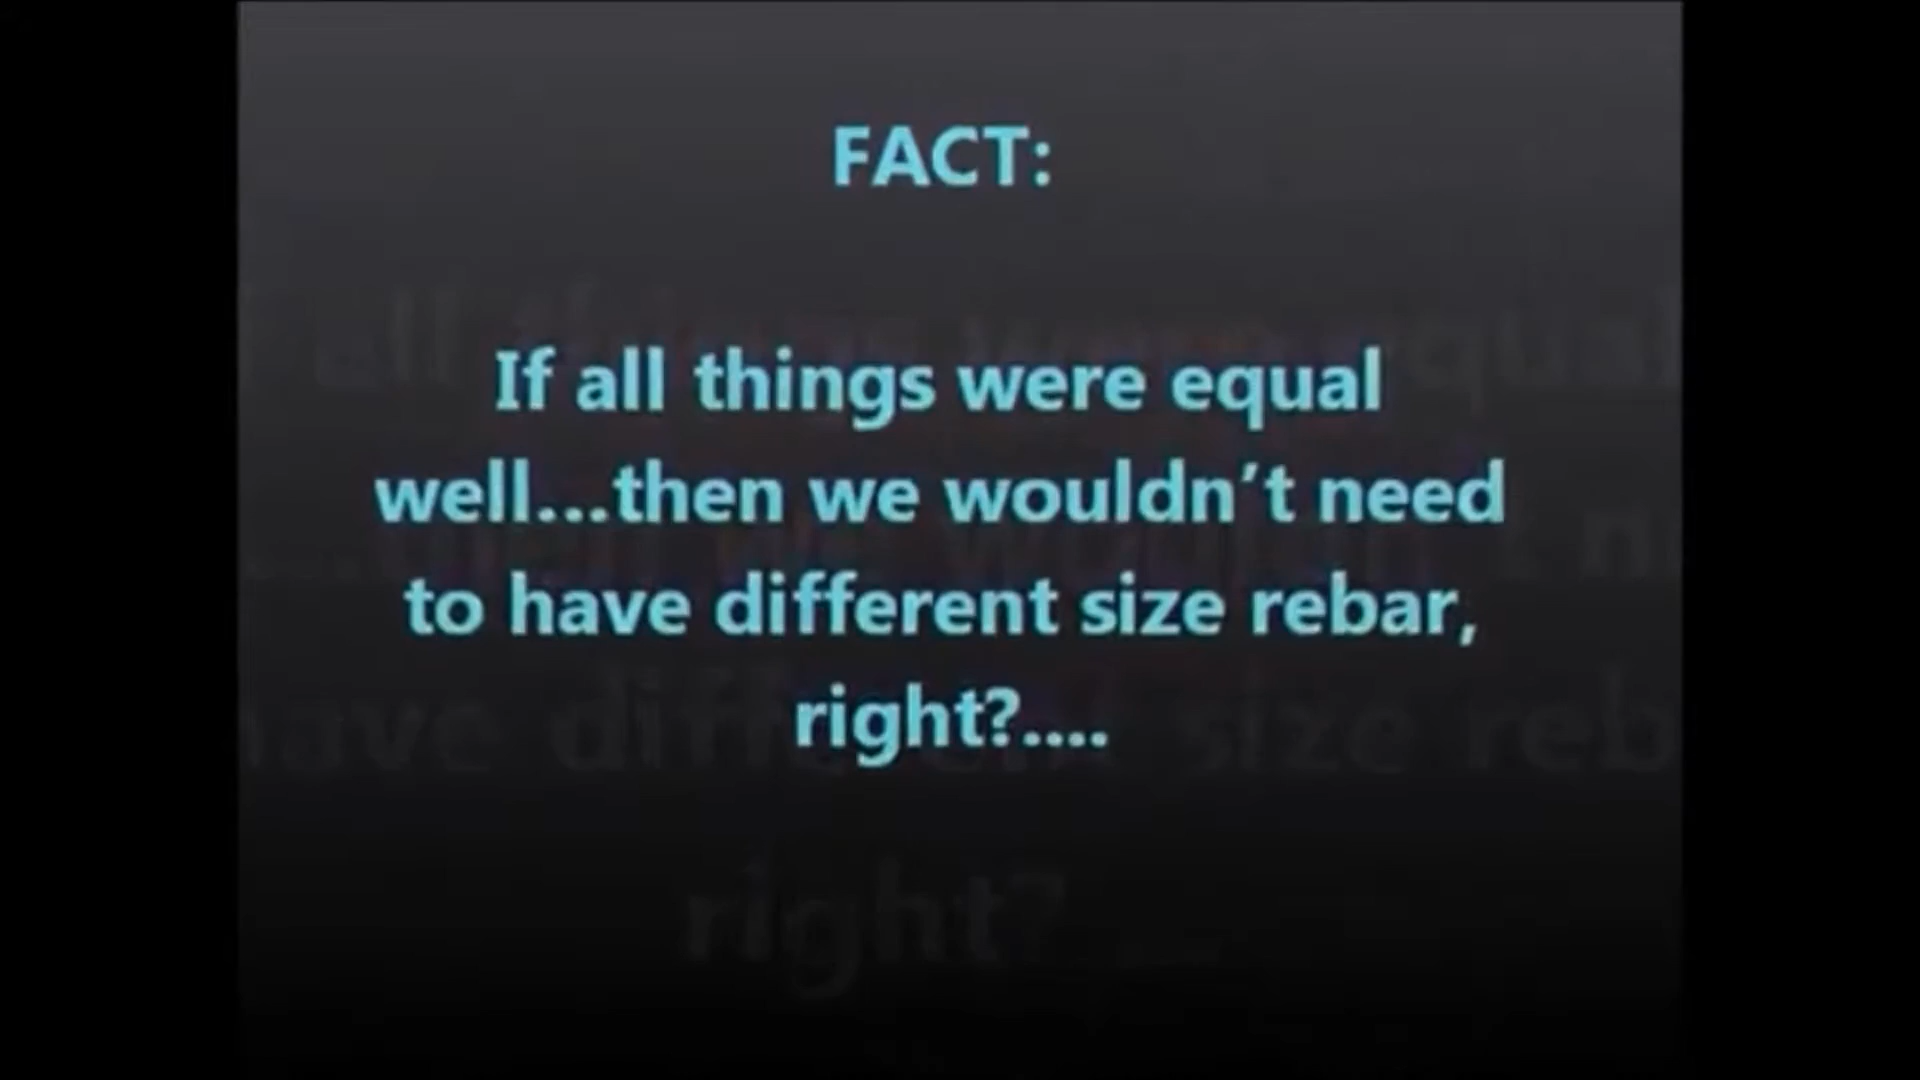 FACT:
If all things were equal
well...then we wouldn't need
to have different size rebar,
right?....